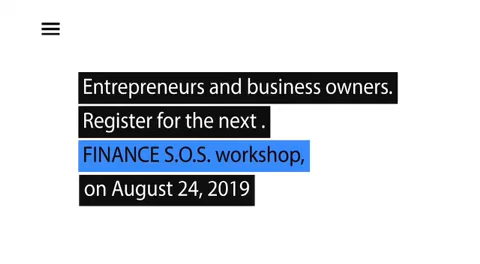 Entrepreneurs and business owners.
Register for the next .
FINANCE S.O.S. workshop,
on August 24, 2019